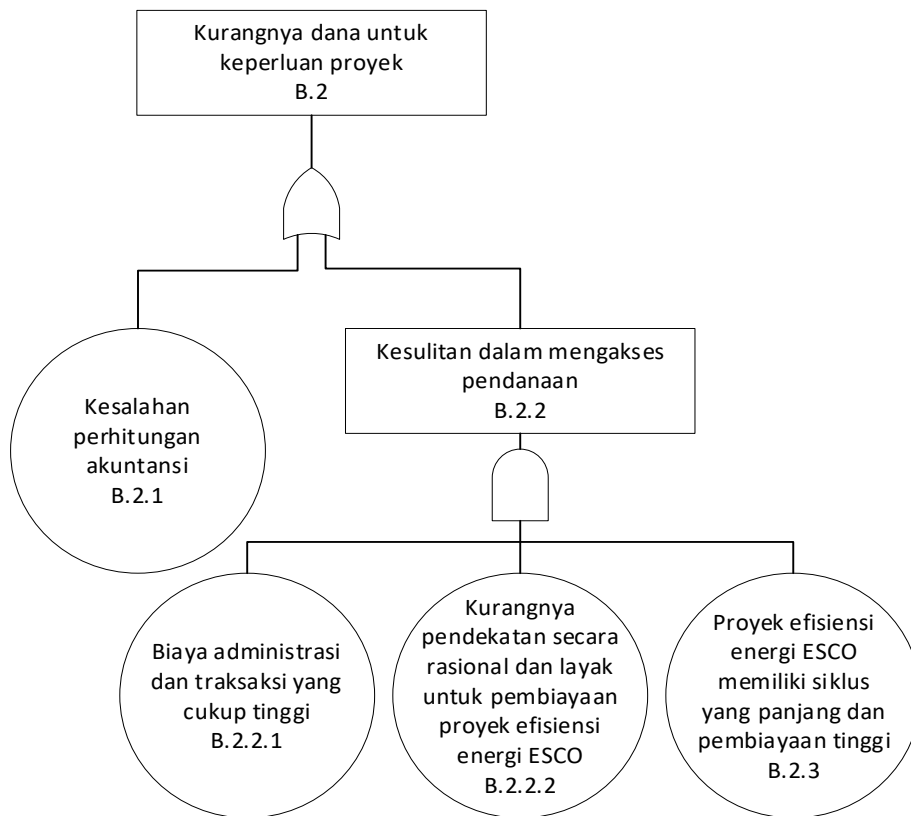 Kurangnya dana untuk
keperluan proyek
B.2
Kesulitan dalam mengakses
pendanaan
B.2.2
Kesalahan
perhitungan
akuntansi
B.2.1
Biaya administrasi
dan traksaksi yang
cukup tinggi
B.2.2.1
Kurangnya
pendekatan secara
rasional dan layak
untuk pembiayaan
proyek efisiensi
energi ESCO
B.2.2.2
Proyek efisiensi
energi ESCO
memiliki siklus
yang panjang dan
pembiayaan tinggi
B.2.3